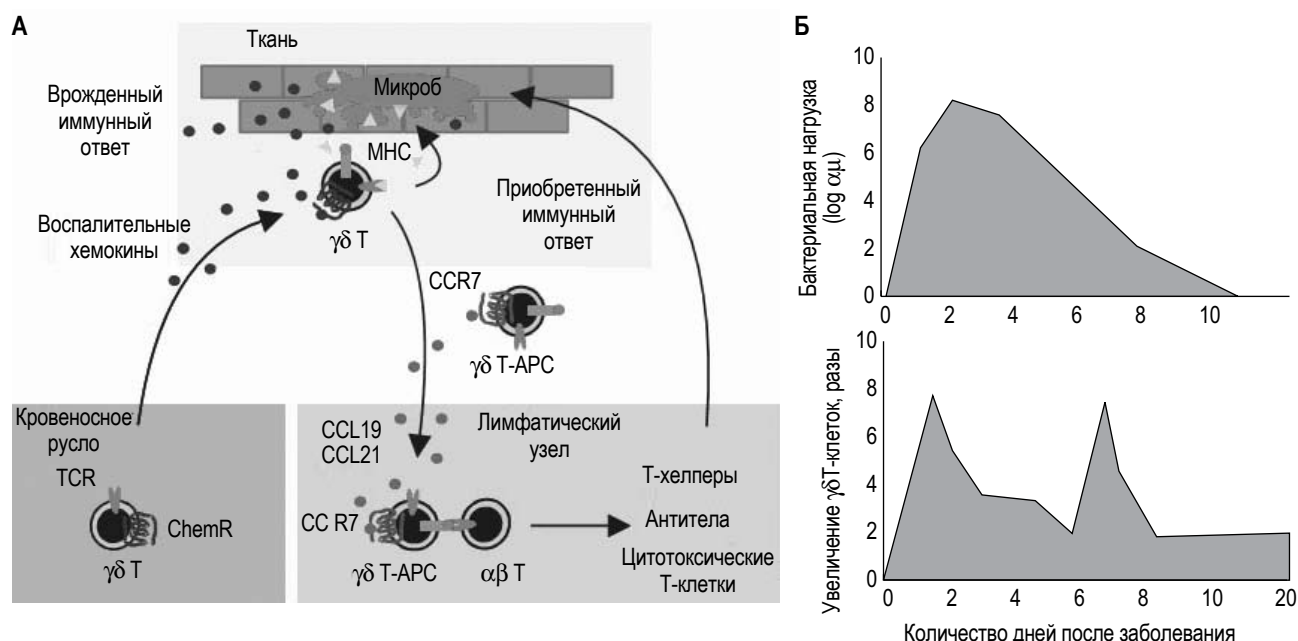 А
Ткань
Микроб
Врожденный
иммунный
ответ
MHC
Воспалительные
хемокины
γδ T
Приобретенный
иммунный
ответ
CCR7
γδ T-APC
Кровеносное
русло
TCR
ChemR
γδ T
CCL19
CCL21
Лимфатический
узел
CC R7
γδ T-APC
αβ T
Т-хелперы
Антитела
Цитотоксические
Т-клетки
Б
Бактериальная нагрузка
(log αμ)
10
8
6
4
2
0
0 2 4 6 8 10
Увеличение γδТ-клеток, разы
10
8
6
4
2
0
0 2 4 6 8 10 20
Количество дней после заболевания